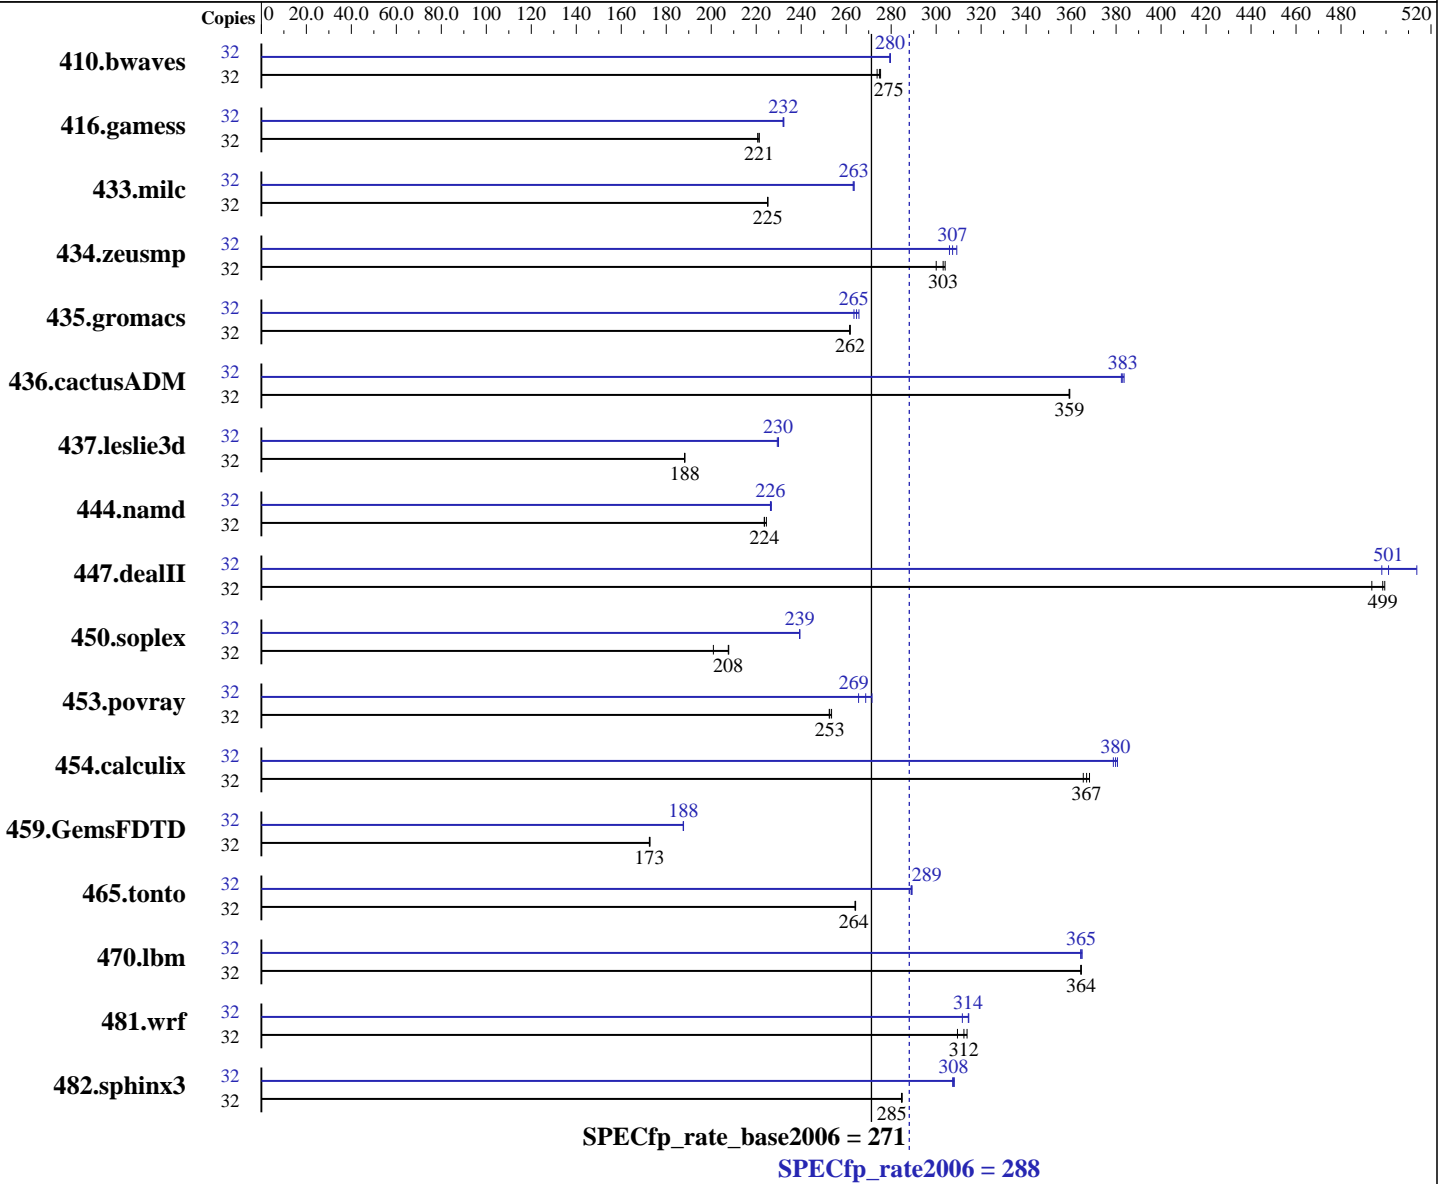 Copies 0 20.0 40.0 60.0 80.0 100 120 140 160 180 200 220 240 260 280 300 320 340 360 380 400 420 440 460 480 520
410.bwaves 32 280
32 275
416.gamess 32 232
32 221
433.milc 32 263
32 225
434.zeusmp 32 307
32 303
435.gromacs 32 265
32 262
436.cactusADM 32 383
32 359
437.leslie3d 32 230
32 188
444.namd 32 226
32 224
447.dealII 32 501
32 499
450.soplex 32 239
32 208
453.povray 32 269
32 253
454.calculix 32 380
32 367
459.GemsFDTD 32 188
32 173
465.tonto 32 289
32 264
470.lbm 32 365
32 364
481.wrf 32 314
32 312
482.sphinx3 32 308
32 285
SPECfp_rate_base2006 = 271
SPECfp_rate2006 = 288